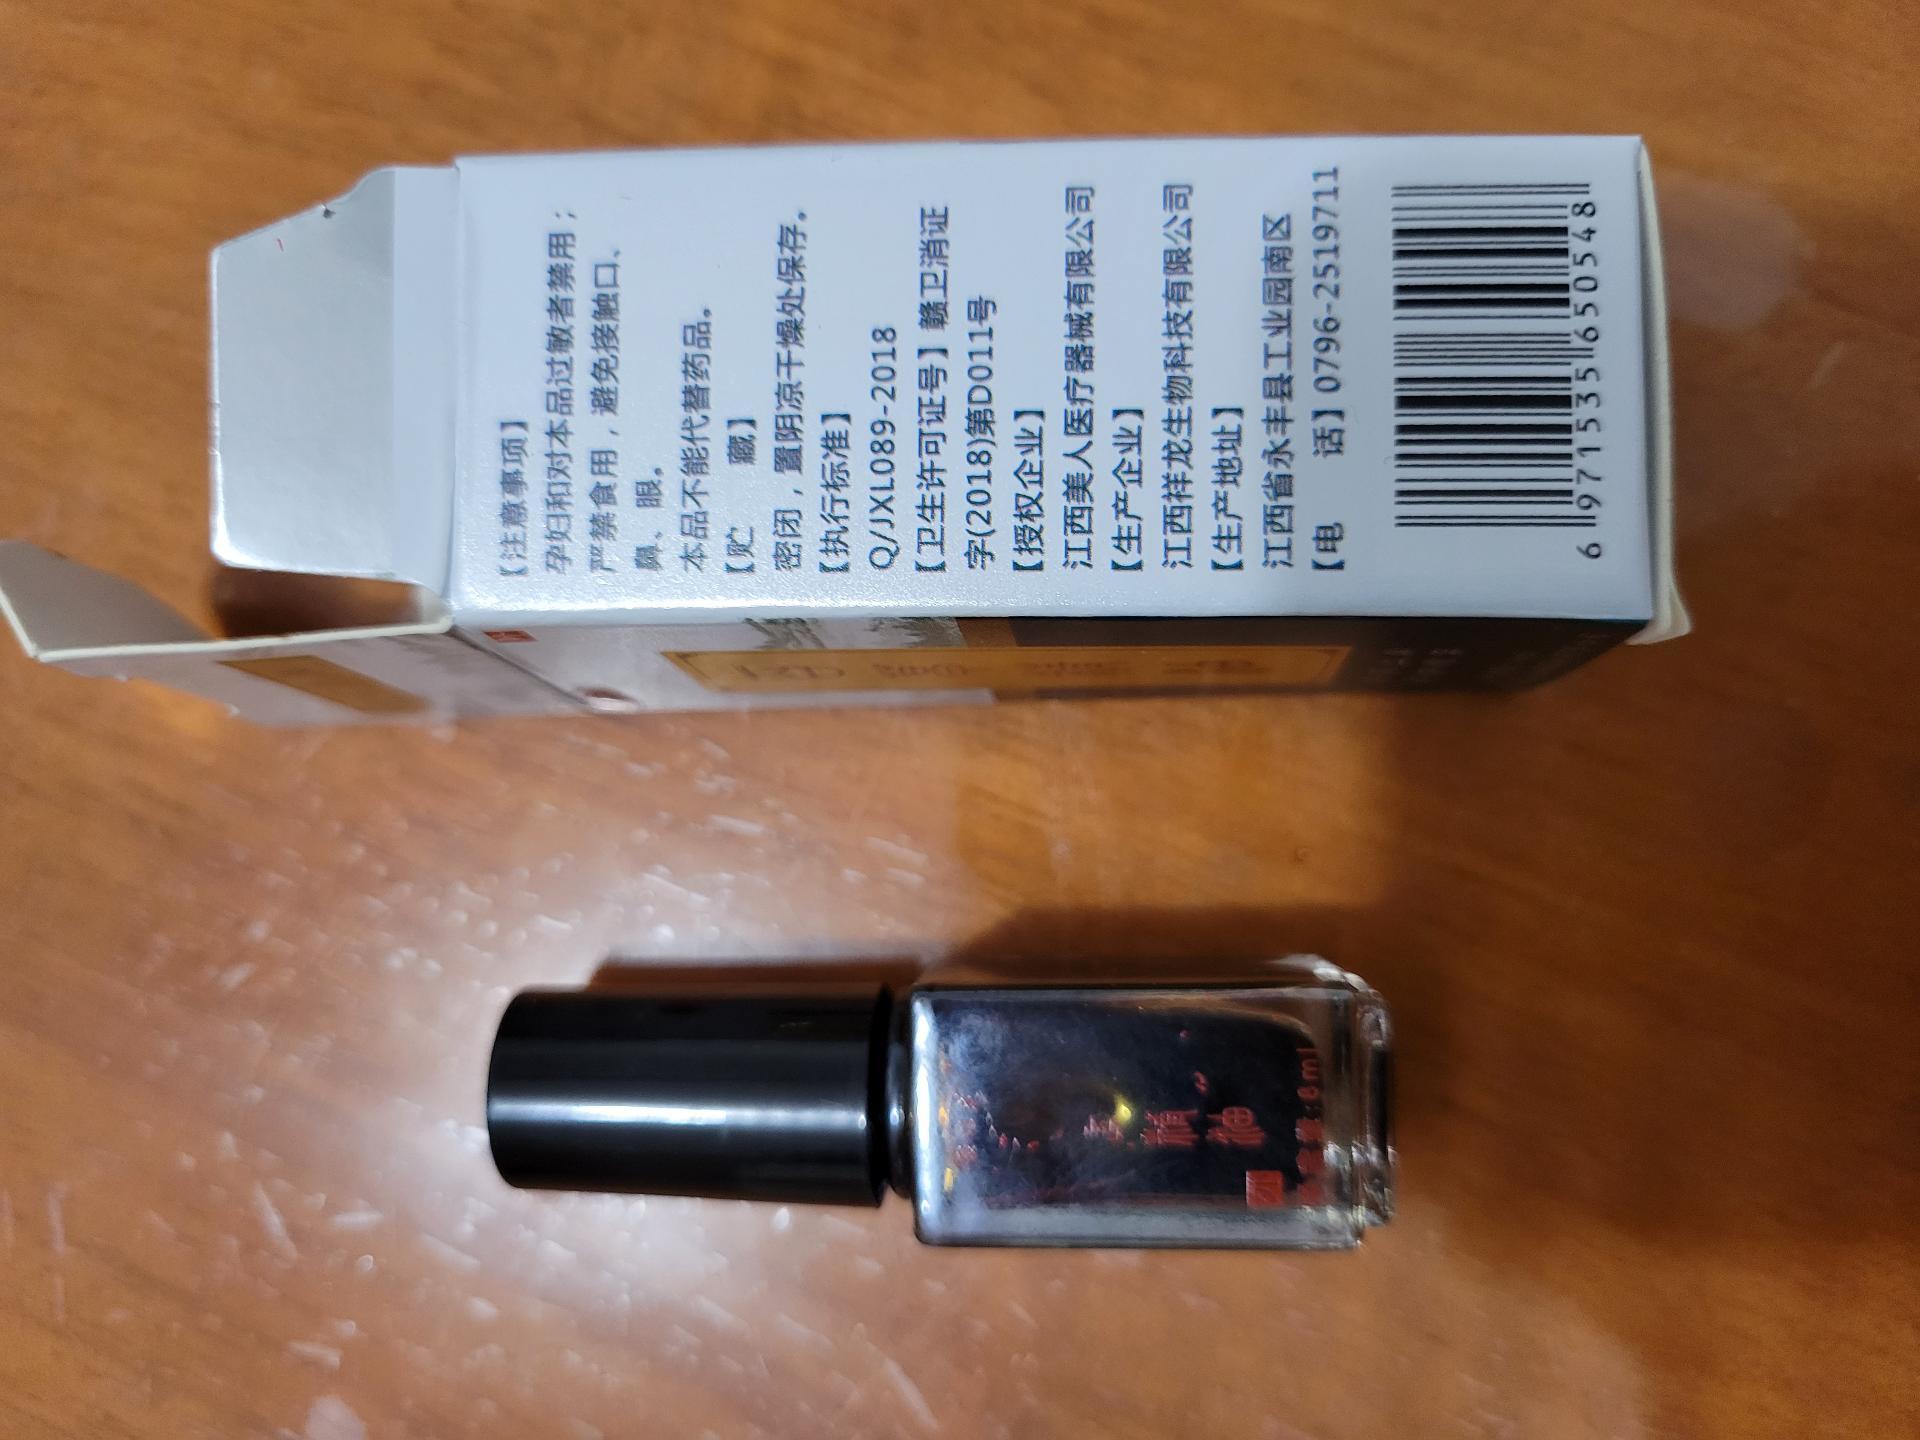 【注意事项】
孕妇和对本品过敏者禁用；
严禁食用，避免接触口、
鼻、眼。
本品不能代替药品。
【贮 藏】
密闭，置阴凉干燥处保存。
【执行标准】
Q/JXL089-2018
【卫生许可证号】赣卫消证
字(2018)第D011号
【授权企业】
江西美人医疗器械有限公司
【生产企业】
江西祥龙生物科技有限公司
【生产地址】
江西省永丰县工业园南区
【电 话】0796-2519711
6 971535 650548
8ml